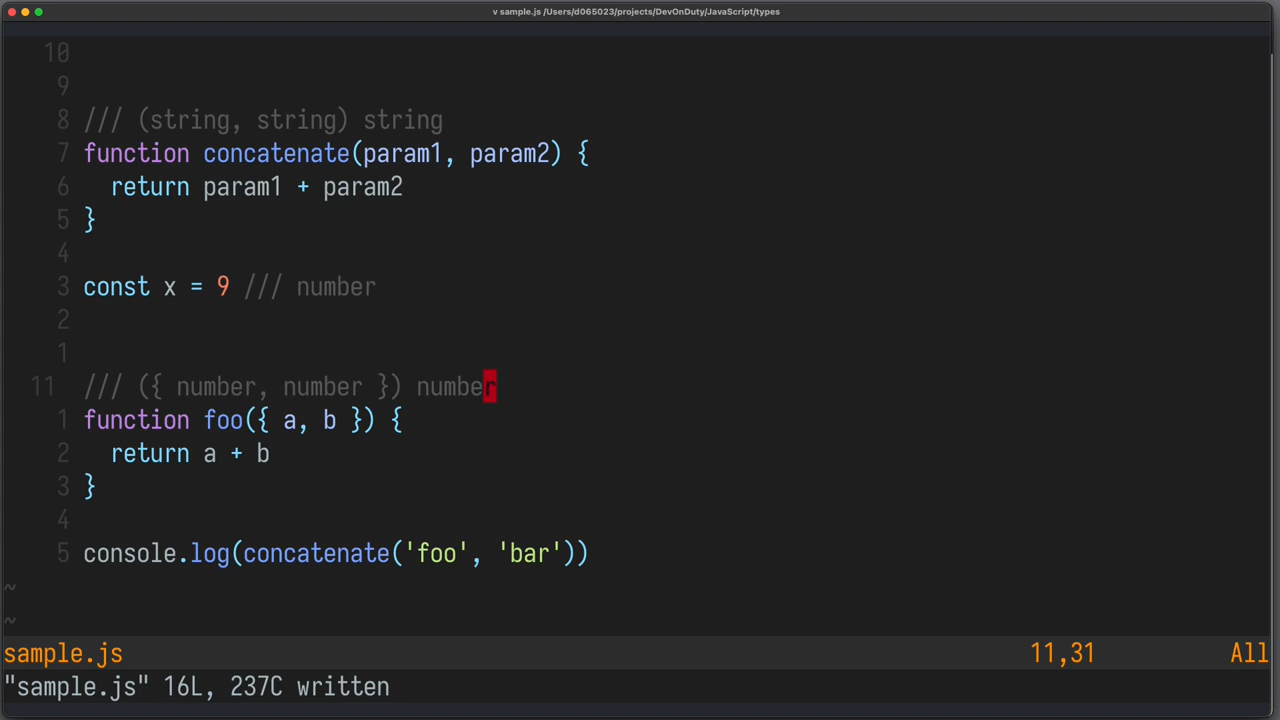 v sample.js /Users/d065023/projects/DevOnDuty/JavaScript/types
10
9
8 /// (string, string) string
7 function concatenate(param1, param2) {
6   return param1 + param2
5 }
4
3 const x = 9 /// number
2
1
11 /// ({ number, number }) number
1 function foo({ a, b }) {
2   return a + b
3 }
4
5 console.log(concatenate('foo', 'bar'))
~
~
sample.js 11,31 All
"sample.js" 16L, 237C written